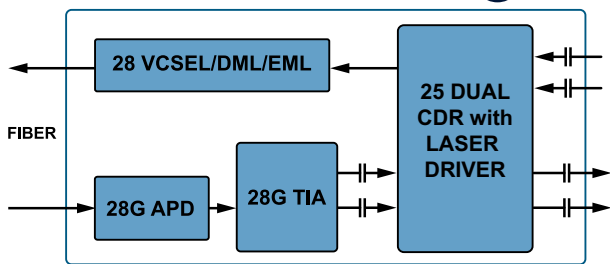 28 VCSEL/DML/EML
25 DUAL
CDR with
LASER
DRIVER
FIBER
28G APD
28G TIA